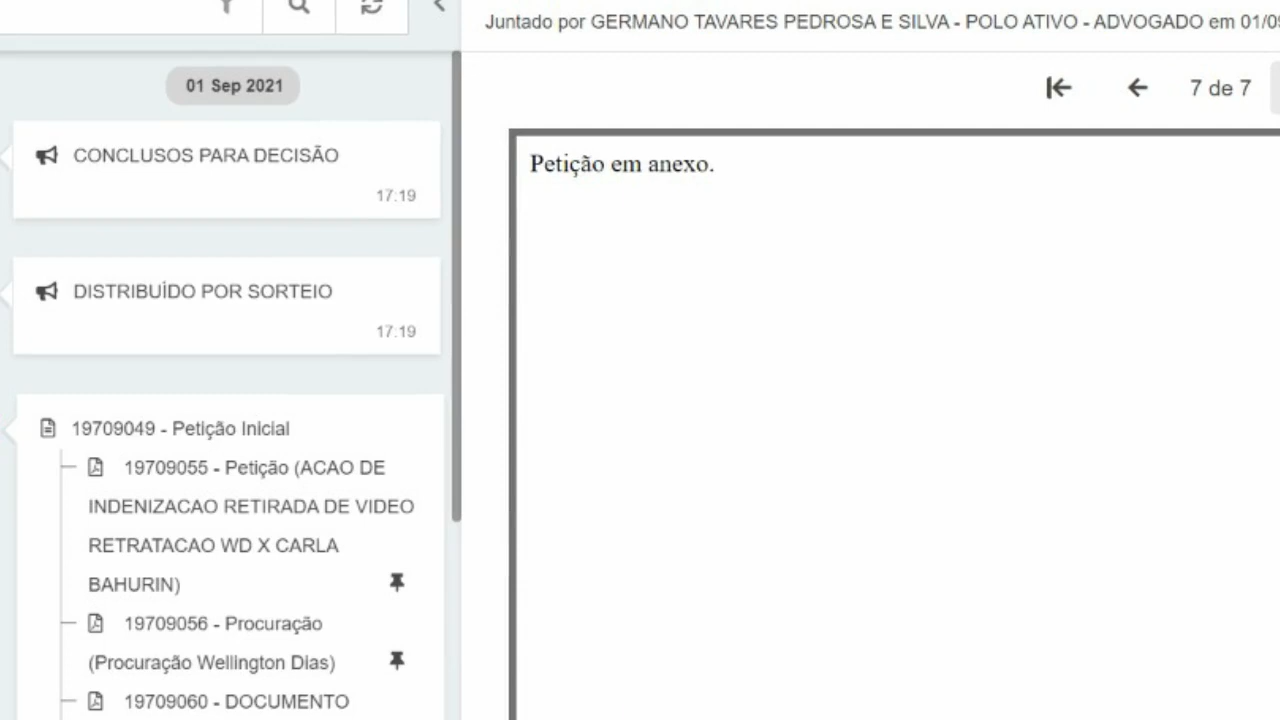 Juntado por GERMANO TAVARES PEDROSA E SILVA - POLO ATIVO - ADVOGADO em 01/09
01 Sep 2021
7 de 7
CONCLUSOS PARA DECISÃO
17:19
Petição em anexo.
DISTRIBUÍDO POR SORTEIO
17:19
19709049 - Petição Inicial
19709055 - Petição (ACAO DE
INDENIZACAO RETIRADA DE VIDEO
RETRATACAO WD X CARLA
BAHURIN)
19709056 - Procuração
(Procuração Wellington Dias)
19709060 - DOCUMENTO